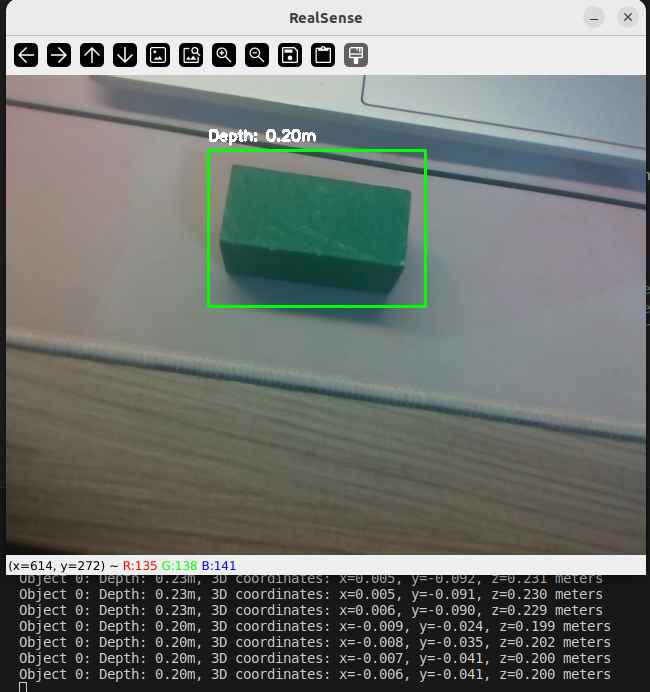 RealSense
Depth: 0.20m
(x=614, y=272) ~ R:135 G:138 B:141
Object 0: Depth: 0.23m, 3D coordinates: x=0.005, y=-0.092, z=0.231 meters
Object 0: Depth: 0.23m, 3D coordinates: x=0.005, y=-0.091, z=0.230 meters
Object 0: Depth: 0.23m, 3D coordinates: x=0.006, y=-0.090, z=0.229 meters
Object 0: Depth: 0.20m, 3D coordinates: x=-0.009, y=-0.024, z=0.199 meters
Object 0: Depth: 0.20m, 3D coordinates: x=-0.008, y=-0.035, z=0.202 meters
Object 0: Depth: 0.20m, 3D coordinates: x=-0.007, y=-0.041, z=0.200 meters
Object 0: Depth: 0.20m, 3D coordinates: x=-0.006, y=-0.041, z=0.200 meters